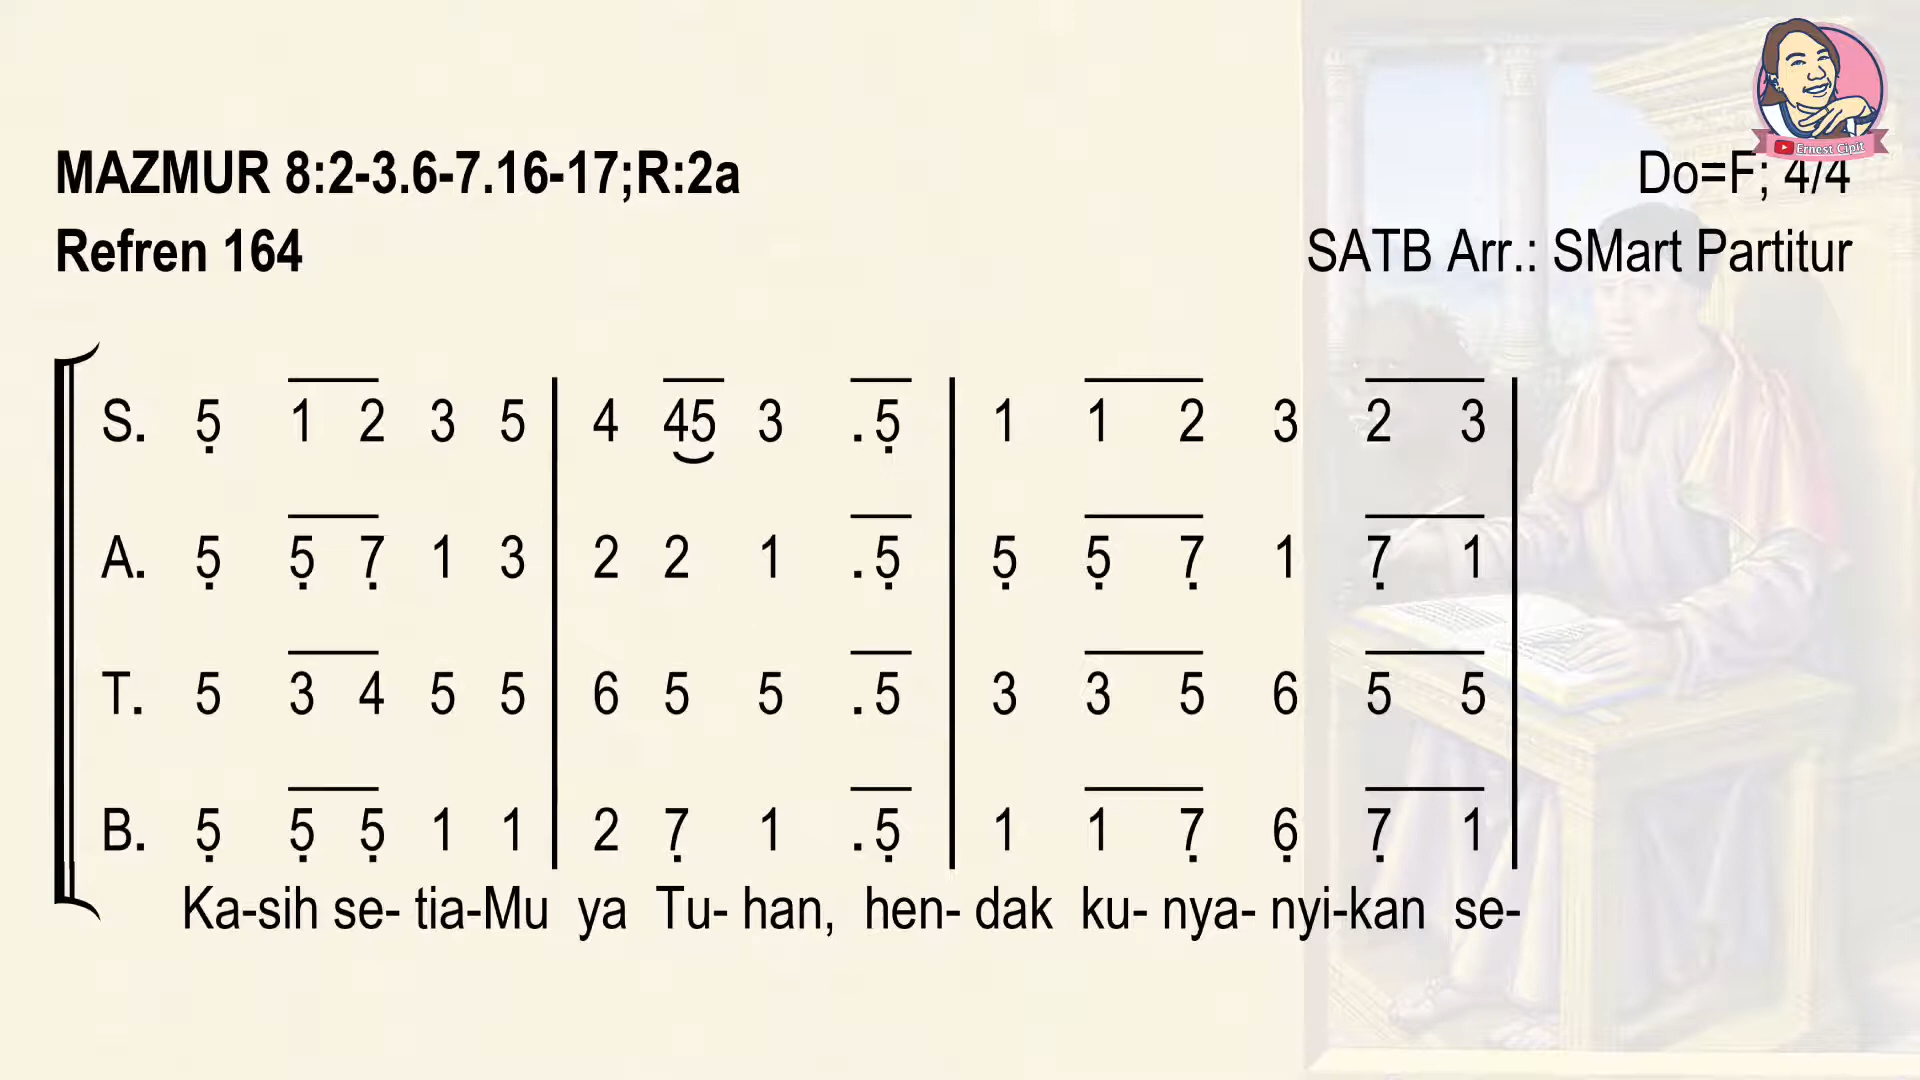 Ernest Cipit
MAZMUR 8:2-3.6-7.16-17;R:2a Do=F; 4/4
Refren 164 SATB Arr.: SMart Partitur
S. 5̣ 1 2 3 5 | 4 45 3 .5̣ | 1 1 2 3 2 3 |
A. 5̣ 5̣ 7̣ 1 3 | 2 2 1 .5̣ | 5̣ 5̣ 7̣ 1 7̣ 1 |
T. 5 3 4 5 5 | 6 5 5 .5 | 3 3 5 6 5 5 |
B. 5̣ 5̣ 5̣ 1 1 | 2 7̣ 1 .5̣ | 1 1 7̣ 6̣ 7̣ 1 |
Ka-sih se- tia-Mu ya Tu- han, hen- dak ku- nya- nyi-kan se-